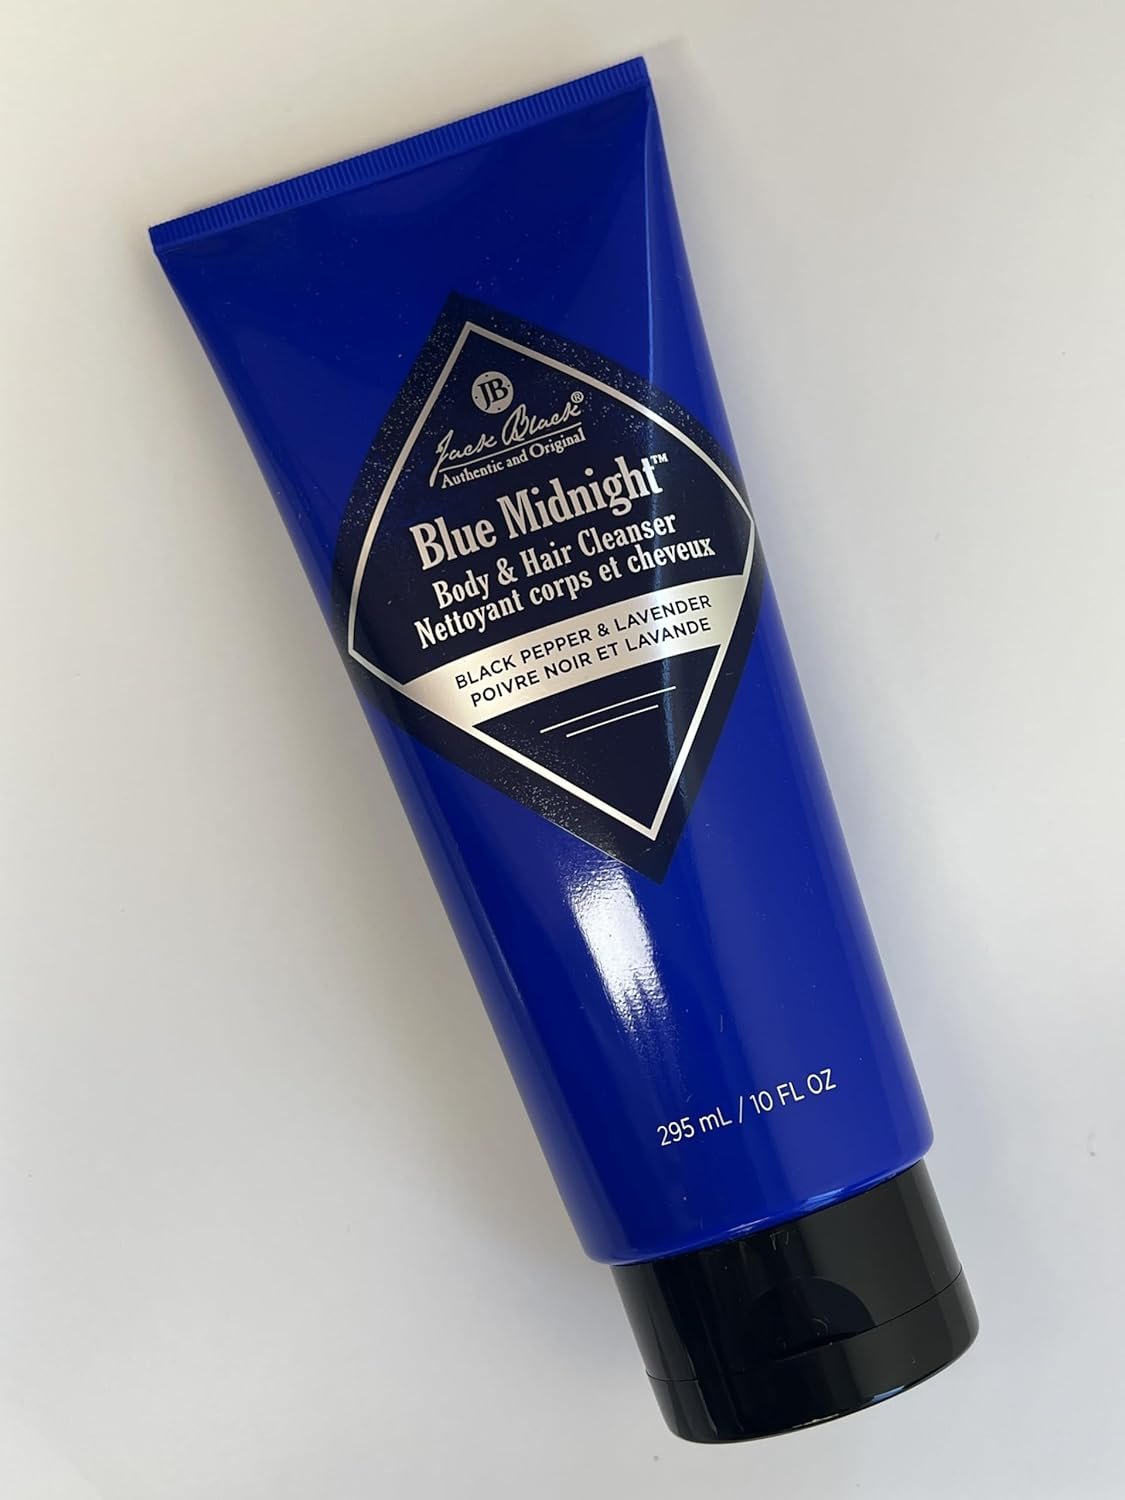 JB
Jack Black®
Authentic and Original
Blue Midnight™
Body & Hair Cleanser
Nettoyant corps et cheveux
BLACK PEPPER & LAVENDER
POIVRE NOIR ET LAVANDE
295 mL / 10 FL OZ